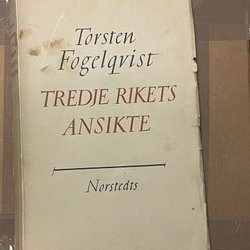 Torsten
Fogelqvist
TREDJE RIKETS
ANSIKTE
Norstedts